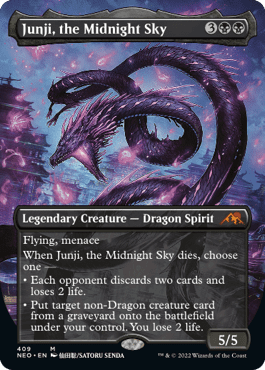 Junji, the Midnight Sky 3
Legendary Creature — Dragon Spirit
Flying, menace
When Junji, the Midnight Sky dies, choose
one —
• Each opponent discards two cards and
loses 2 life.
• Put target non-Dragon creature card
from a graveyard onto the battlefield
under your control. You lose 2 life.
5/5
409 M
NEO • EN SATORU SENDA
™ & © 2022 Wizards of the Coast